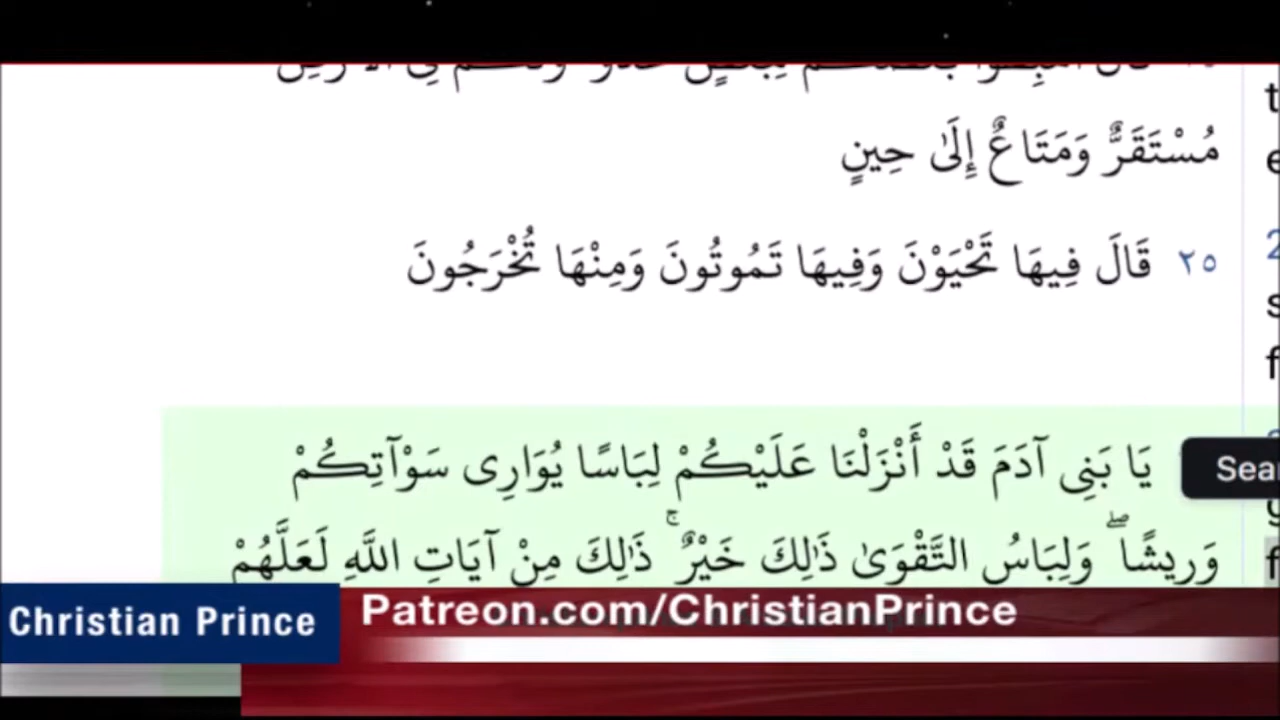 مُسْتَقَرٌّ وَمَتَاعٌ إِلَىٰ حِينٍ
٢٥ قَالَ فِيهَا تَحْيَوْنَ وَفِيهَا تَمُوتُونَ وَمِنْهَا تُخْرَجُونَ
يَا بَنِى آدَمَ قَدْ أَنْزَلْنَا عَلَيْكُمْ لِبَاسًا يُوَارِى سَوْآتِكُمْ
وَرِيشًا ۖ وَلِبَاسُ التَّقْوَىٰ ذَٰلِكَ خَيْرٌ ۚ ذَٰلِكَ مِنْ آيَاتِ اللَّهِ لَعَلَّهُمْ
Christian Prince
Patreon.com/ChristianPrince